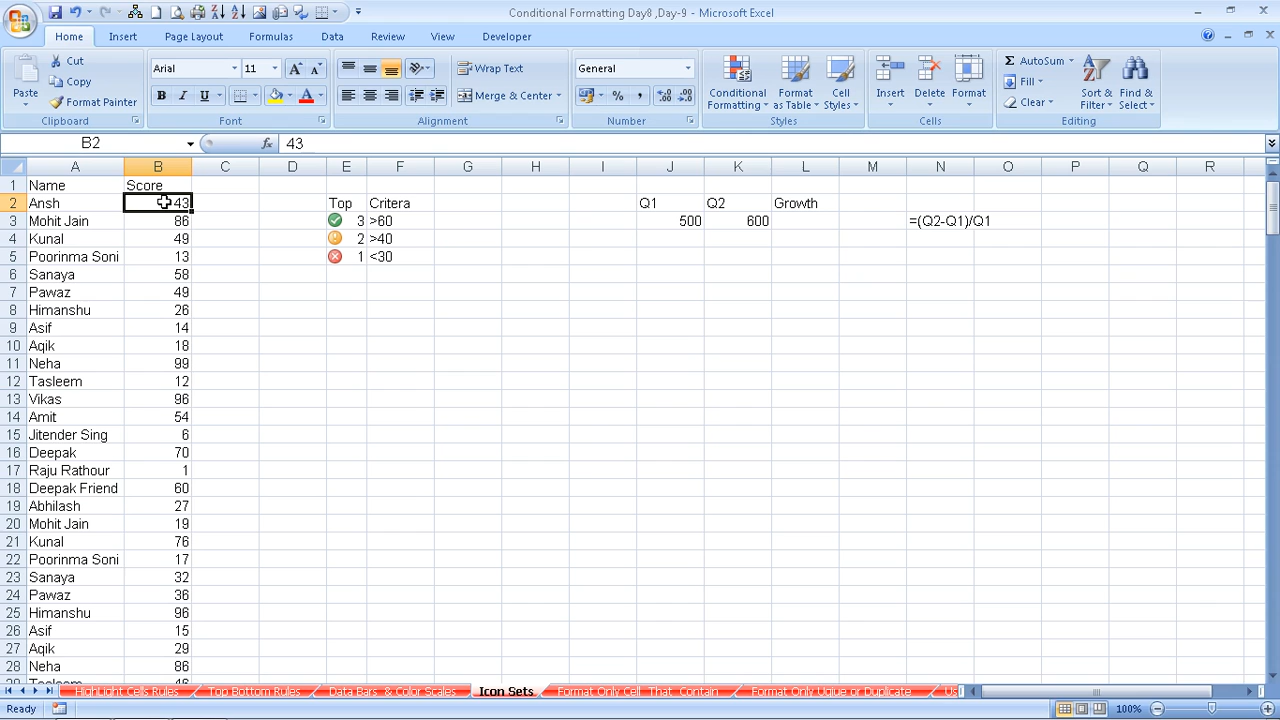 Conditional Formatting Day8 ,Day-9 - Microsoft Excel
Home Insert Page Layout Formulas Data Review View Developer
Cut Arial 11 Wrap Text General AutoSum
Copy Fill
Paste Format Painter B I U Merge & Center % , Conditional Formatting Format as Table Cell Styles Insert Delete Format Clear Sort & Filter Find & Select
Clipboard Font Alignment Number Styles Cells Editing
B2 fx 43
A B C D E F G H I J K L M N O P Q R
1 Name Score
2 Ansh 43 Top Critera Q1 Q2 Growth
3 Mohit Jain 86 3 >60 500 600 =(Q2-Q1)/Q1
4 Kunal 49 2 >40
5 Poorinma Soni 13 1 <30
6 Sanaya 58
7 Pawaz 49
8 Himanshu 26
9 Asif 14
10 Aqik 18
11 Neha 99
12 Tasleem 12
13 Vikas 96
14 Amit 54
15 Jitender Sing 6
16 Deepak 70
17 Raju Rathour 1
18 Deepak Friend 60
19 Abhilash 27
20 Mohit Jain 19
21 Kunal 76
22 Poorinma Soni 17
23 Sanaya 32
24 Pawaz 36
25 Himanshu 96
26 Asif 15
27 Aqik 29
28 Neha 86
HighLight Cells Rules Top Bottom Rules Data Bars & Color Scales Icon Sets Format Only Cell That Contain Format Only Uqiue or Duplicate Us
Ready 100%